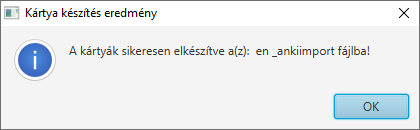 Kártya készítés eredmény
A kártyák sikeresen elkészítve a(z):  en _ankiimport fájlba!
OK